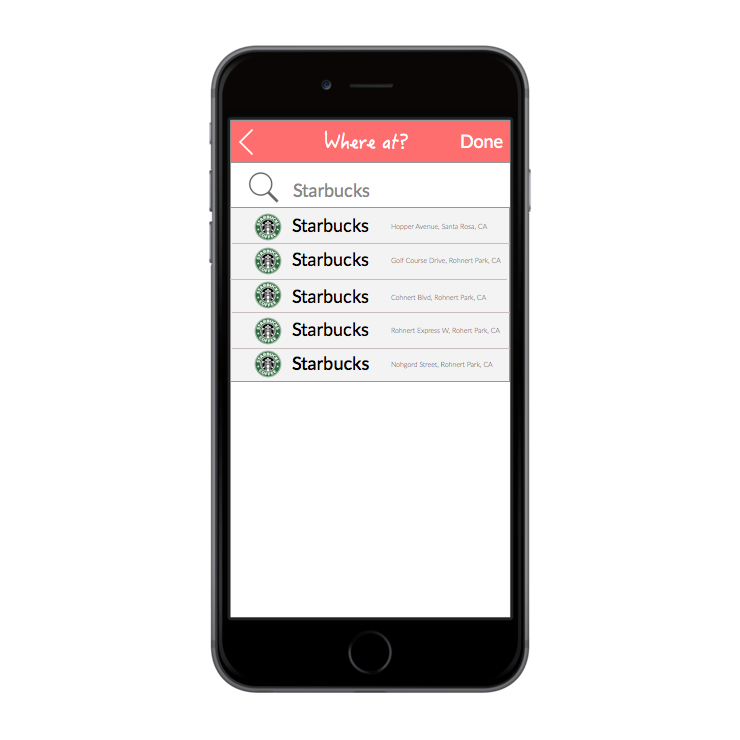 Where at? Done
Starbucks
Starbucks Hopper Avenue, Santa Rosa, CA
Starbucks Golf Course Drive, Rohnert Park, CA
Starbucks Cohnert Blvd, Rohnert Park, CA
Starbucks Rohnert Express W, Rohert Park, CA
Starbucks Nohgord Street, Rohnert Park, CA